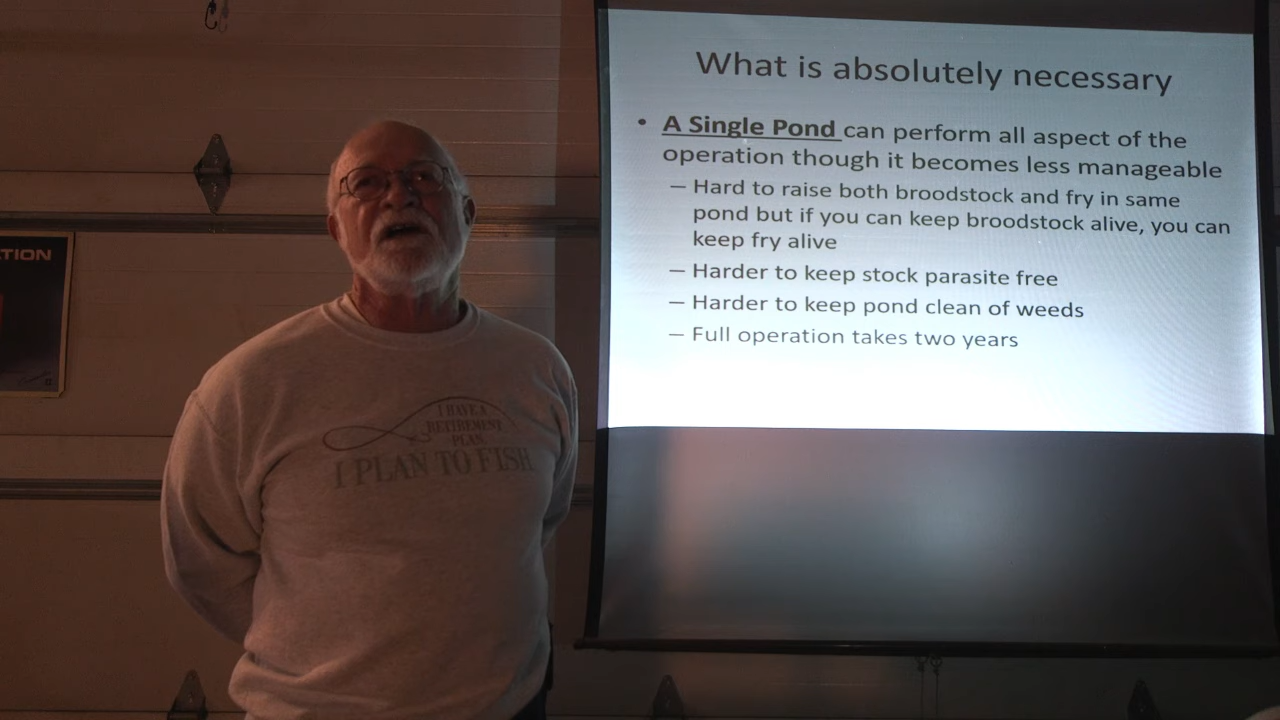 What is absolutely necessary
• A Single Pond can perform all aspect of the
operation though it becomes less manageable
– Hard to raise both broodstock and fry in same
pond but if you can keep broodstock alive, you can
keep fry alive
– Harder to keep stock parasite free
– Harder to keep pond clean of weeds
– Full operation takes two years
TION
I HAVE A
RETIREMENT
PLAN
I PLAN TO FISH